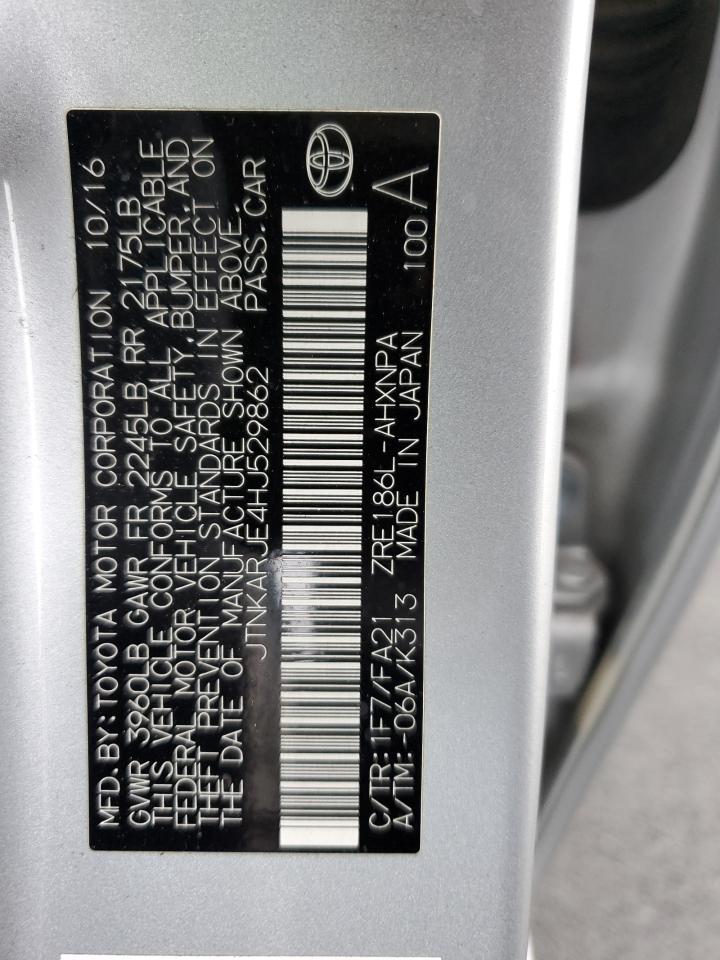 MFD. BY: TOYOTA MOTOR CORPORATION 10/16
GVWR 3960LB GAWR FR 2245LB RR 2175LB
THIS VEHICLE CONFORMS TO ALL APPLICABLE
FEDERAL MOTOR VEHICLE SAFETY, BUMPER, AND
THEFT PREVENTION STANDARDS IN EFFECT ON
THE DATE OF MANUFACTURE SHOWN ABOVE.
JTNKARJE4HJ529862 PASS. CAR
C/TR: 1F7/FA21 ZRE186L-AHXNPA
A/TM: -06A/K313 MADE IN JAPAN 100 A